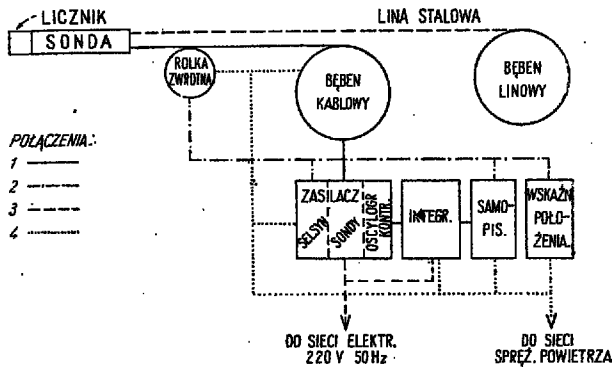 LICZNIK
SONDA
LINA STALOWA
ROLKA
ZWROTNA
BĘBEN
KABLOWY
BĘBEN
LINOWY
POŁĄCZENIA:
1
2
3
4
ZASILACZ
SELSYN
SONDY
OSCYLOGR
KONTR.
INTEGR.
SAMO-
PIS.
WSKAŹN
POŁO-
ŻENIA.
DO SIECI ELEKTR.
220 V 50 Hz
DO SIECI
SPRĘŻ. POWIETRZA